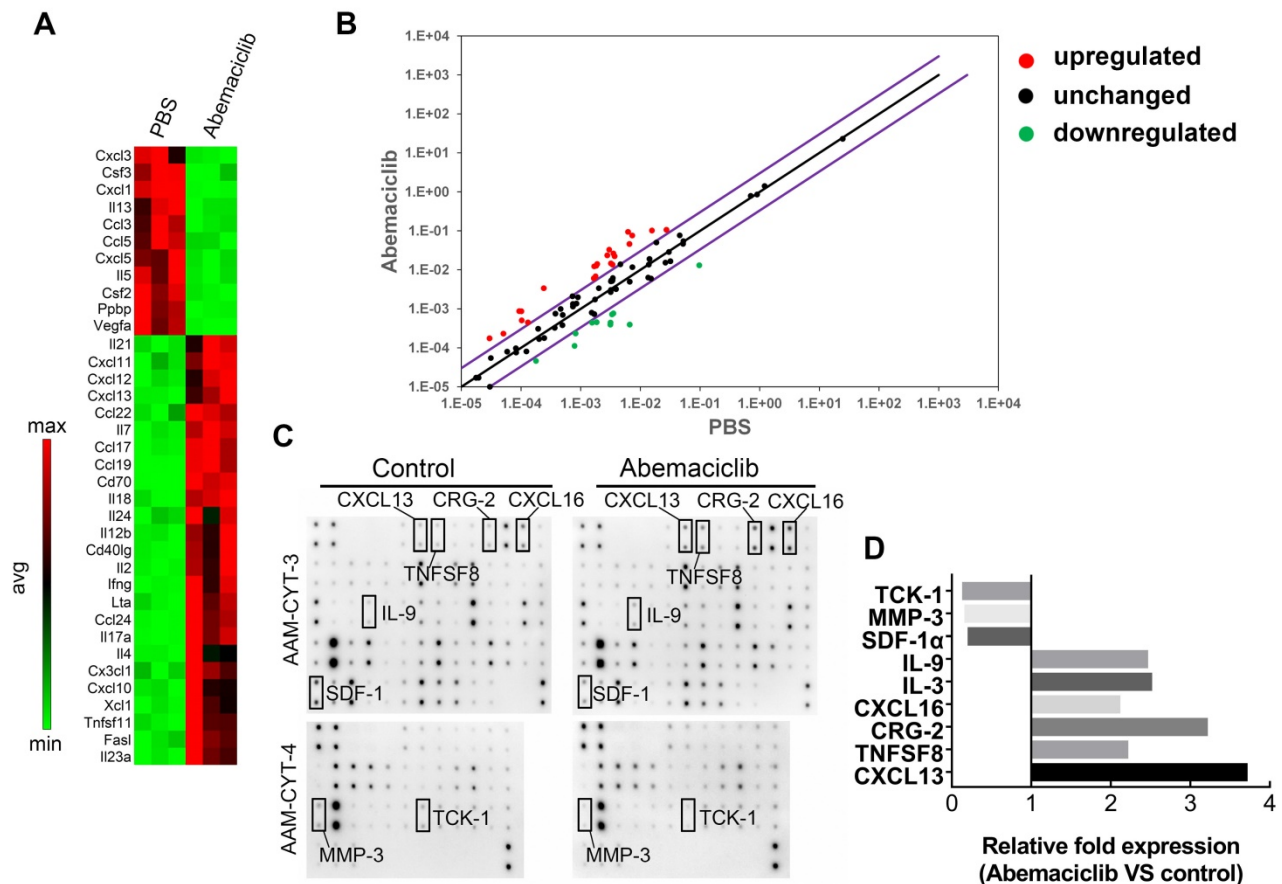 A
PBS
Abemaciclib
Cxcl3
Csf3
Cxcl1
Il13
Ccl3
Ccl5
Cxcl5
Il5
Csf2
Ppbp
Vegfa
Il21
Cxcl11
Cxcl12
Cxcl13
Ccl22
Il7
Ccl17
Ccl19
Cd70
Il18
Il24
Il12b
Cd40lg
Il2
Ifng
Lta
Ccl24
Il17a
Il4
Cx3cl1
Cxcl10
Xcl1
Tnfsf11
Fasl
Il23a
max
avg
min
B
1.E+04
1.E+03
1.E+02
1.E+01
1.E+00
1.E-01
1.E-02
1.E-03
1.E-04
1.E-05
Abemaciclib
1.E-05 1.E-04 1.E-03 1.E-02 1.E-01 1.E+00 1.E+01 1.E+02 1.E+03 1.E+04
PBS
upregulated
unchanged
downregulated
C
Control Abemaciclib
CXCL13 CRG-2 CXCL16 CXCL13 CRG-2 CXCL16
TNFSF8 TNFSF8
IL-9 IL-9
SDF-1 SDF-1
AAM-CYT-3
AAM-CYT-4
TCK-1 TCK-1
MMP-3 MMP-3
D
TCK-1
MMP-3
SDF-1α
IL-9
IL-3
CXCL16
CRG-2
TNFSF8
CXCL13
0 1 2 3 4
Relative fold expression
(Abemaciclib VS control)